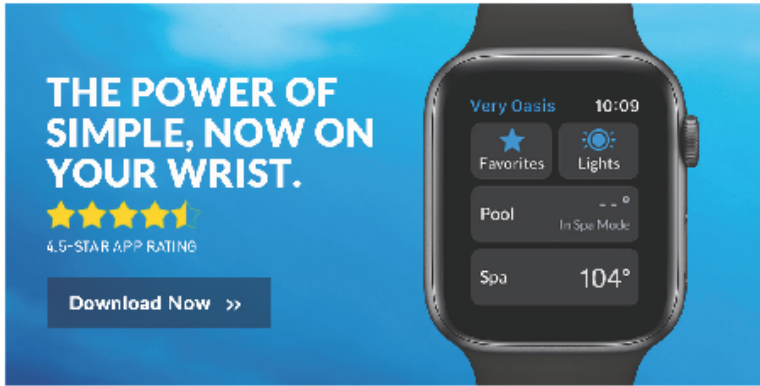 THE POWER OF
SIMPLE, NOW ON
YOUR WRIST.
4.5-STAR APP RATING
Download Now >>
Very Oasis 10:09
Favorites Lights
Pool --°
In Spa Mode
Spa 104°